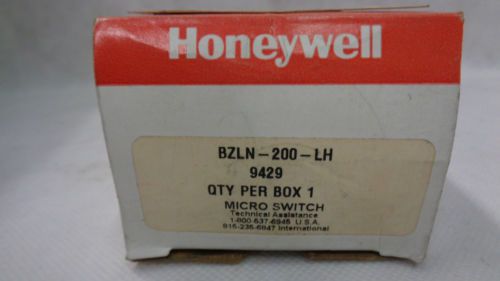 Honeywell
BZLN-200-LH
9429
QTY PER BOX 1
MICRO SWITCH
Technical Assistance
1-800 537-6945 U.S.A.
815-235-6847 International